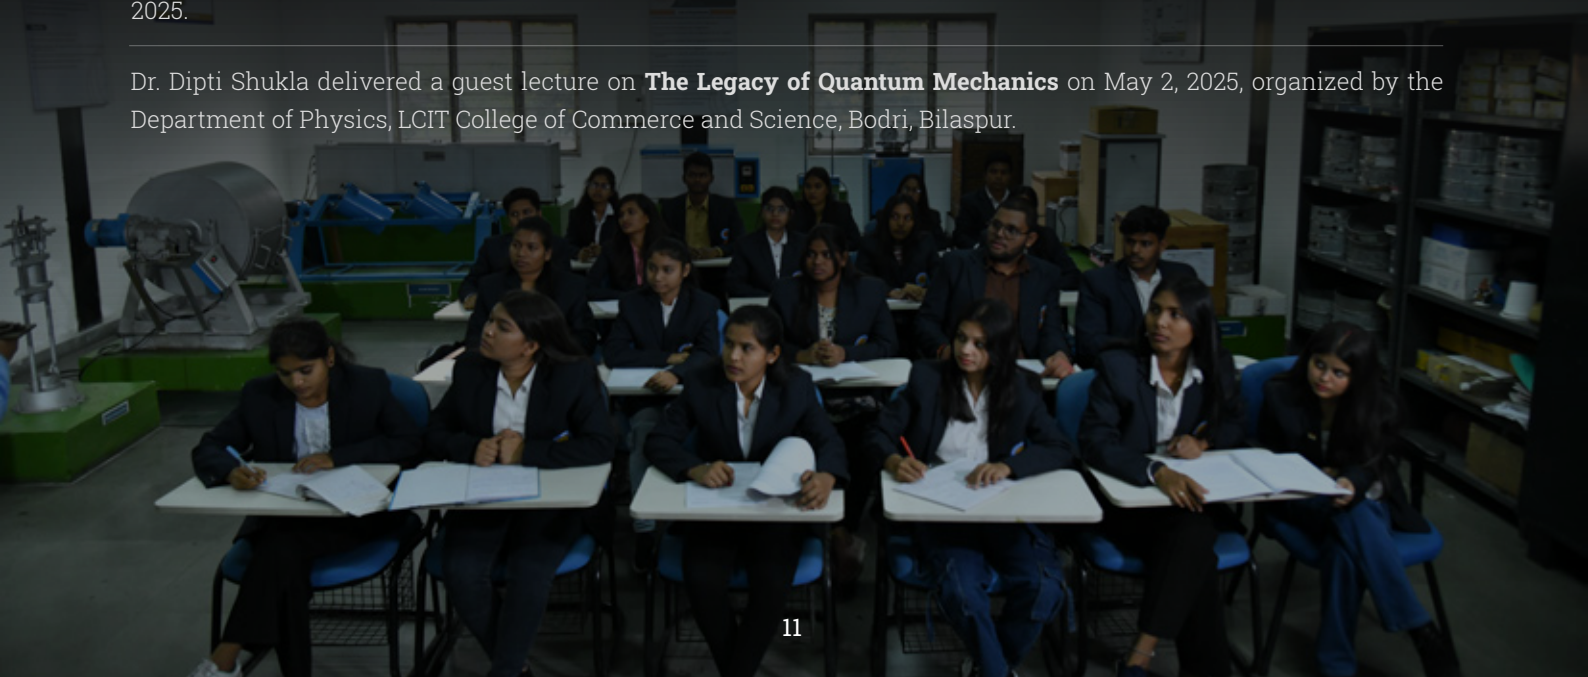 2025.
Dr. Dipti Shukla delivered a guest lecture on The Legacy of Quantum Mechanics on May 2, 2025, organized by the
Department of Physics, LCIT College of Commerce and Science, Bodri, Bilaspur.
11